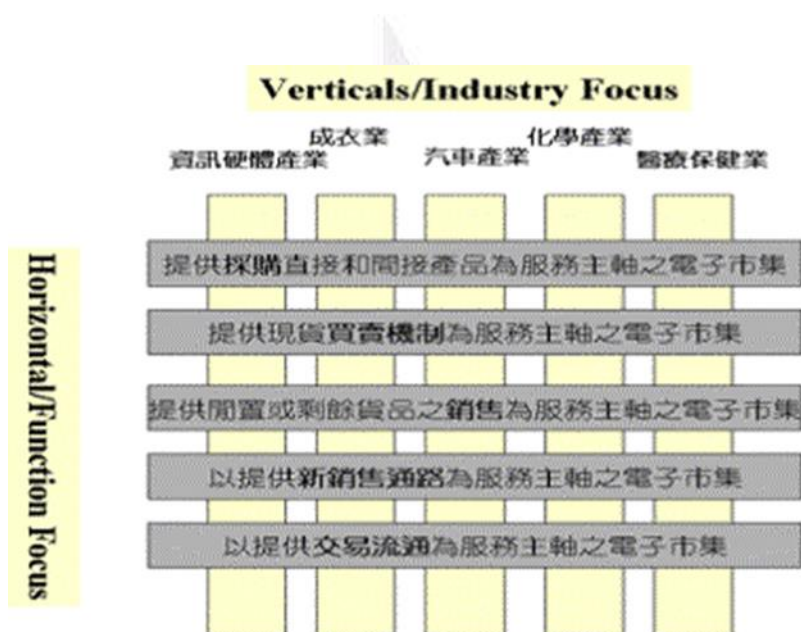 Verticals/Industry Focus
成衣業
化學產業
資訊硬體產業
汽車產業
醫療保健業
Horizontal/Function Focus
提供採購直接和間接產品為服務主軸之電子市集
提供現貨買賣機制為服務主軸之電子市集
提供閒置或剩餘貨品之銷售為服務主軸之電子市集
以提供新銷售通路為服務主軸之電子市集
以提供交易流通為服務主軸之電子市集